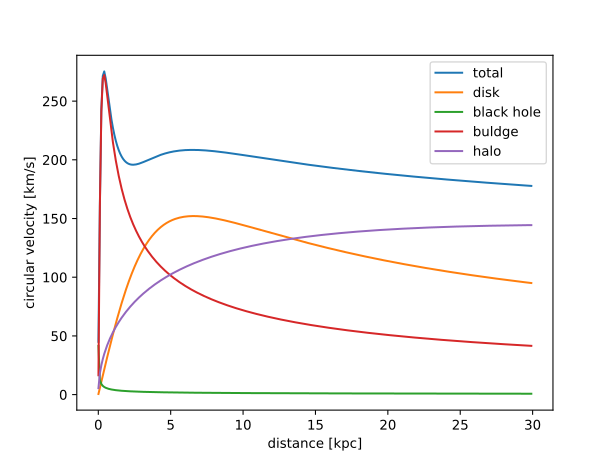 total
disk
black hole
buldge
halo
circular velocity [km/s]
250
200
150
100
50
0
0 5 10 15 20 25 30
distance [kpc]